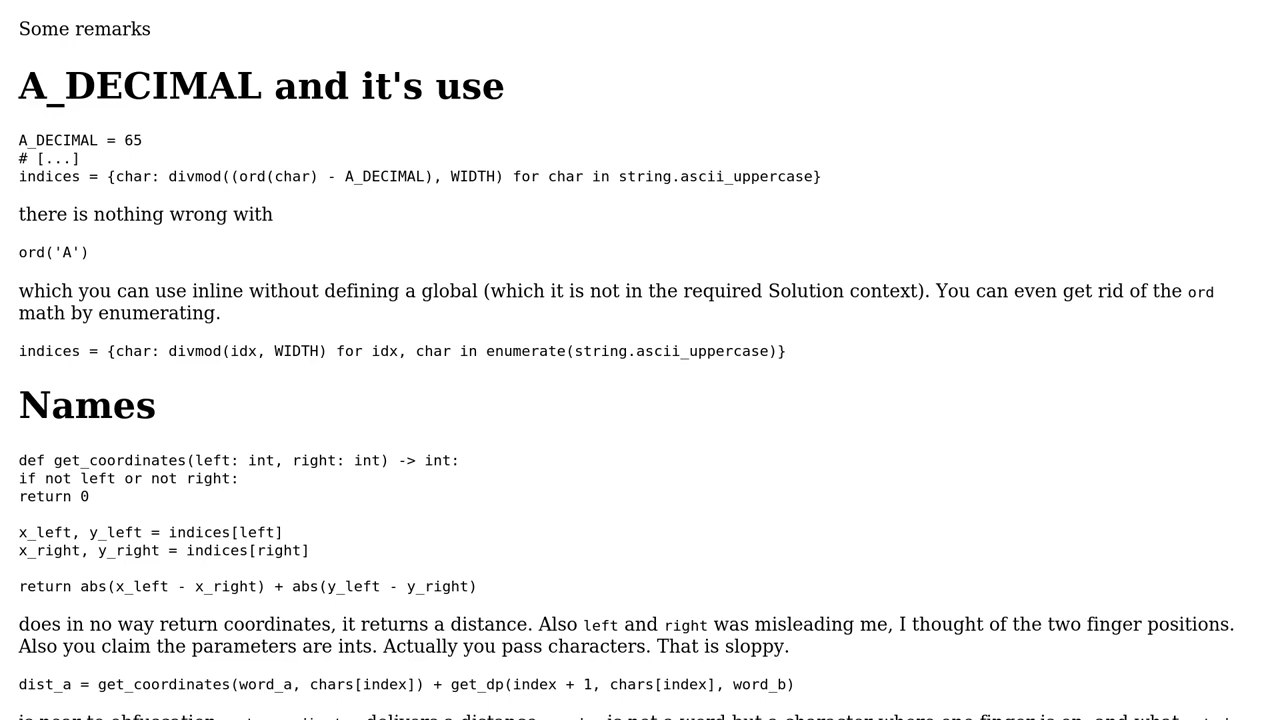 Some remarks
A_DECIMAL and it's use
A_DECIMAL = 65
# [...]
indices = {char: divmod((ord(char) - A_DECIMAL), WIDTH) for char in string.ascii_uppercase}
there is nothing wrong with
ord('A')
which you can use inline without defining a global (which it is not in the required Solution context). You can even get rid of the ord
math by enumerating.
indices = {char: divmod(idx, WIDTH) for idx, char in enumerate(string.ascii_uppercase)}
Names
def get_coordinates(left: int, right: int) -> int:
if not left or not right:
return 0
x_left, y_left = indices[left]
x_right, y_right = indices[right]
return abs(x_left - x_right) + abs(y_left - y_right)
does in no way return coordinates, it returns a distance. Also left and right was misleading me, I thought of the two finger positions.
Also you claim the parameters are ints. Actually you pass characters. That is sloppy.
dist_a = get_coordinates(word_a, chars[index]) + get_dp(index + 1, chars[index], word_b)